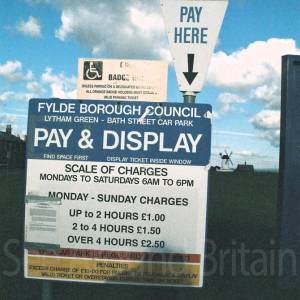 PAY
HERE
BADGE
FYLDE BOROUGH COUNCIL
LYTHAM GREEN - BATH STREET CAR PARK
PAY & DISPLAY
FIND SPACE FIRST DISPLAY TICKET INSIDE WINDOW
SCALE OF CHARGES
MONDAYS TO SATURDAYS 6AM TO 6PM
MONDAY - SUNDAY CHARGES
UP TO 2 HOURS £1.00
2 TO 4 HOURS £1.50
OVER 4 HOURS £2.50
PENALTIES
Britain